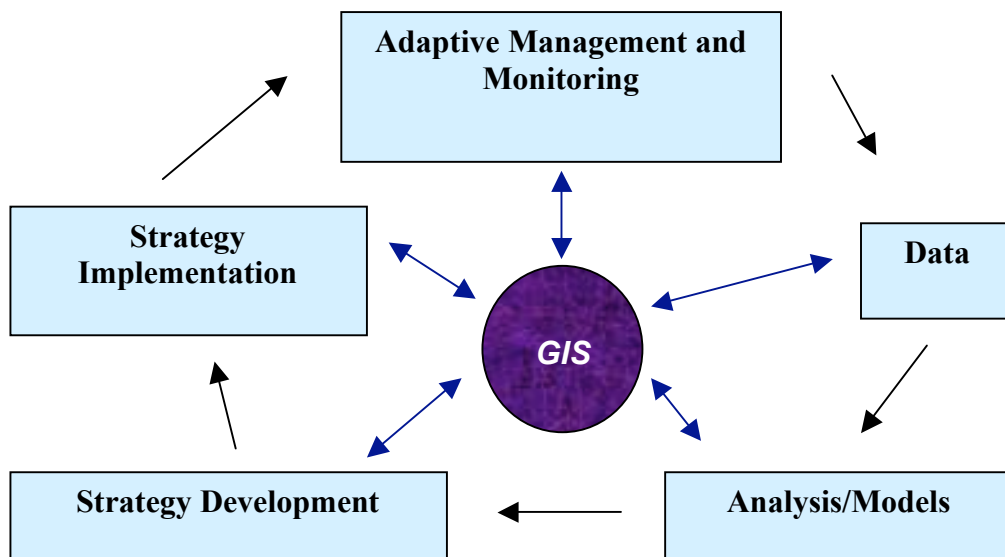 Adaptive Management and
Monitoring
Strategy
Implementation
Data
GIS
Strategy Development
Analysis/Models